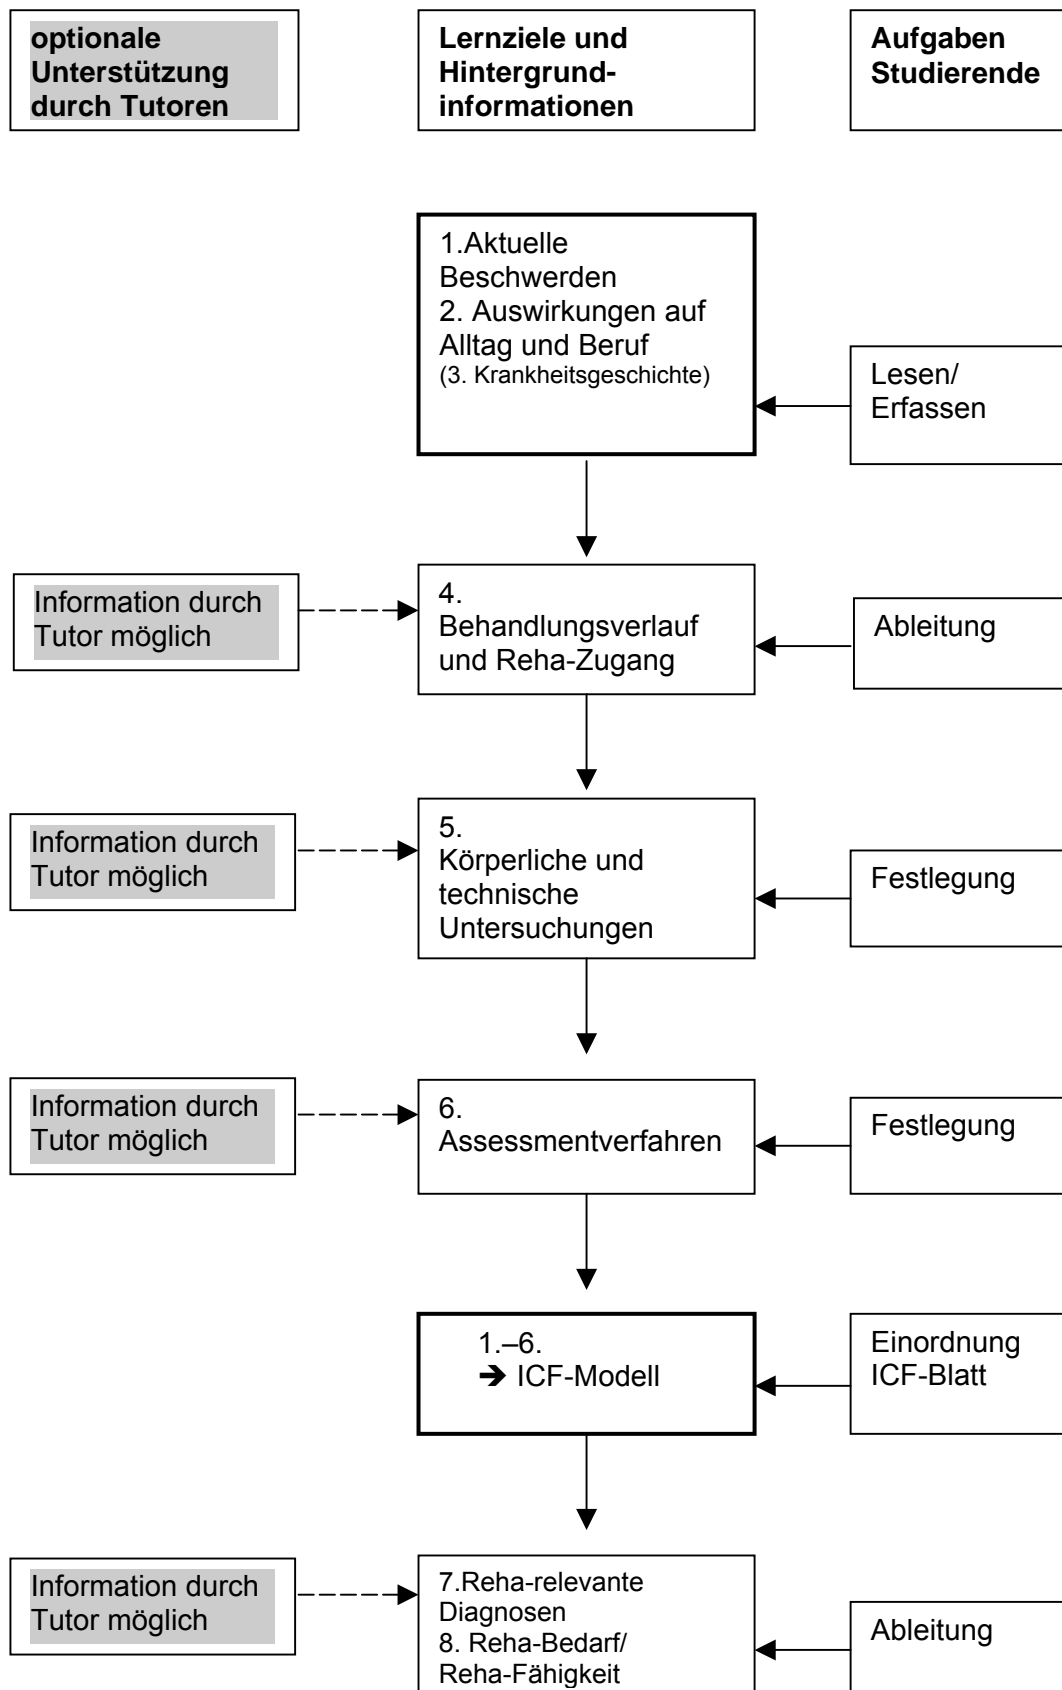 optionale
Unterstützung
durch Tutoren
Lernziele und
Hintergrund-
informationen
Aufgaben
Studierende
1.Aktuelle
Beschwerden
2. Auswirkungen auf
Alltag und Beruf
(3. Krankheitsgeschichte)
Lesen/
Erfassen
Information durch
Tutor möglich
4.
Behandlungsverlauf
und Reha-Zugang
Ableitung
Information durch
Tutor möglich
5.
Körperliche und
technische
Untersuchungen
Festlegung
Information durch
Tutor möglich
6.
Assessmentverfahren
Festlegung
1.–6.
➔ ICF-Modell
Einordnung
ICF-Blatt
Information durch
Tutor möglich
7.Reha-relevante
Diagnosen
8. Reha-Bedarf/
Reha-Fähigkeit
Ableitung